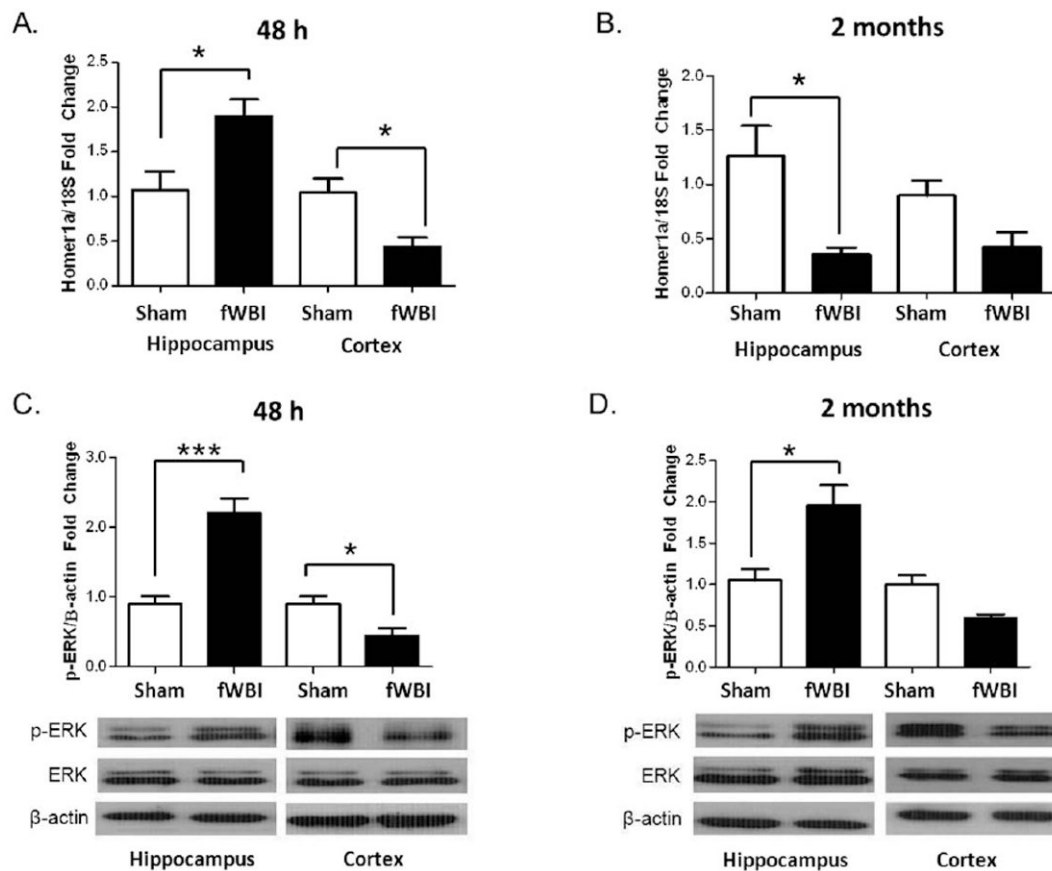 A.
48 h
Homer1a/18S Fold Change
2.5
2.0
1.5
1.0
0.5
0.0
*
*
Sham fWBI Sham fWBI
Hippocampus Cortex
B.
2 months
Homer1a/18S Fold Change
2.0
1.5
1.0
0.5
0.0
*
Sham fWBI Sham fWBI
Hippocampus Cortex
C.
48 h
p-ERK/β-actin Fold Change
3.0
2.0
1.0
0.0
***
*
Sham fWBI Sham fWBI
p-ERK
ERK
β-actin
Hippocampus Cortex
D.
2 months
p-ERK/β-actin Fold Change
2.5
2.0
1.5
1.0
0.5
0.0
*
Sham fWBI Sham fWBI
p-ERK
ERK
β-actin
Hippocampus Cortex